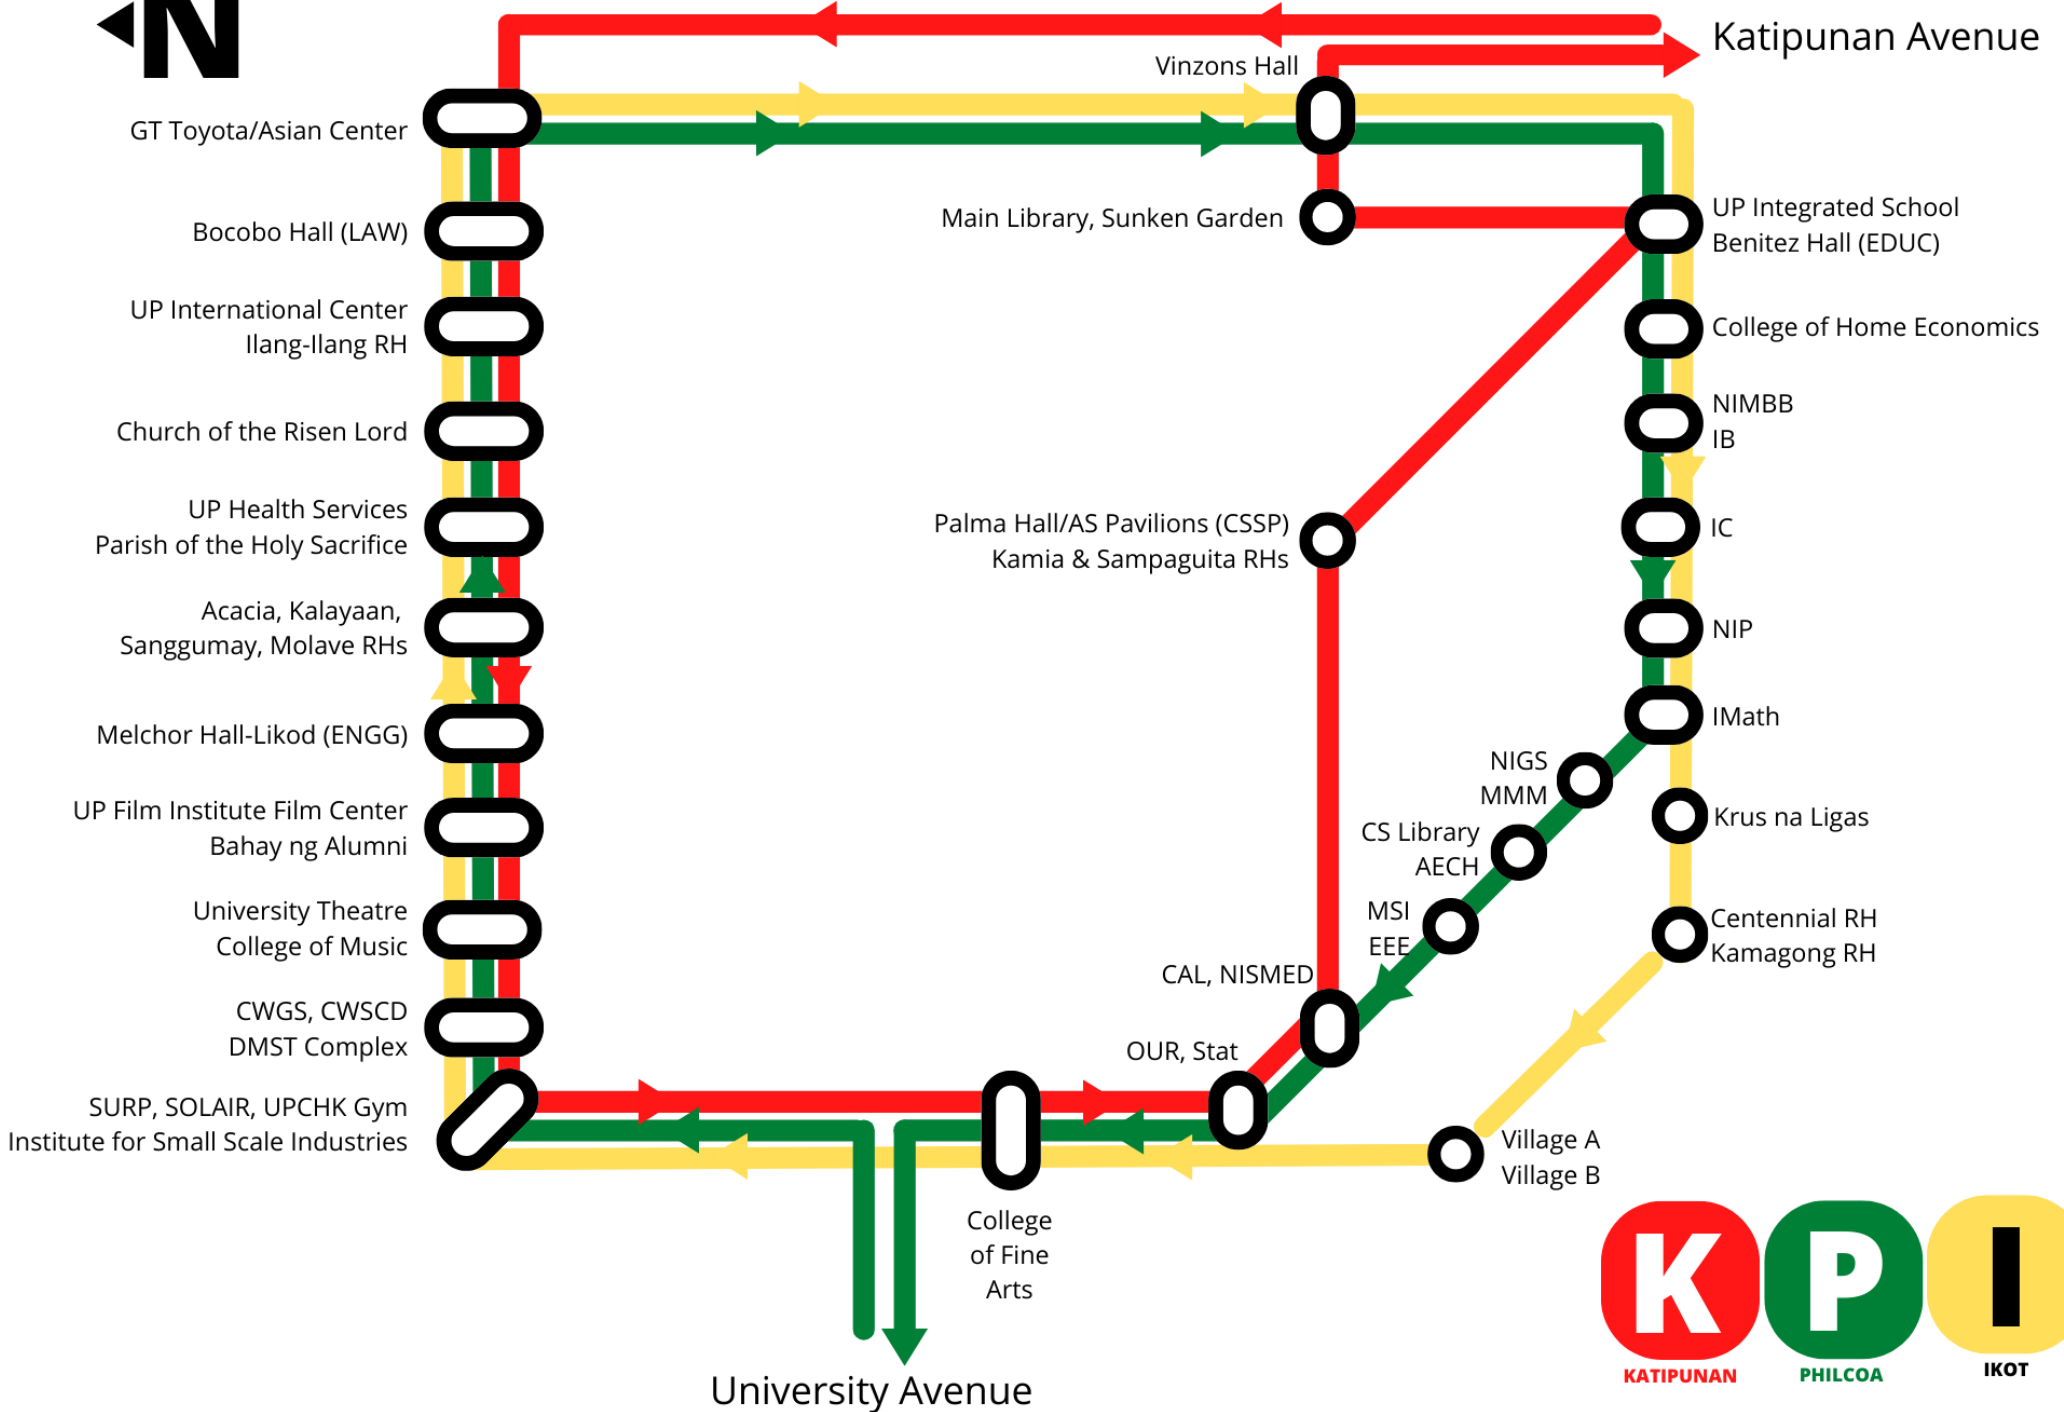 N
Katipunan Avenue
Vinzons Hall
GT Toyota/Asian Center
Bocobo Hall (LAW)
UP International Center
Ilang-Ilang RH
Church of the Risen Lord
UP Health Services
Parish of the Holy Sacrifice
Acacia, Kalayaan,
Sanggumay, Molave RHs
Melchor Hall-Likod (ENGG)
UP Film Institute Film Center
Bahay ng Alumni
University Theatre
College of Music
CWGS, CWSCD
DMST Complex
SURP, SOLAIR, UPCHK Gym
Institute for Small Scale Industries
Main Library, Sunken Garden
UP Integrated School
Benitez Hall (EDUC)
College of Home Economics
NIMBB
IB
IC
NIP
IMath
Palma Hall/AS Pavilions (CSSP)
Kamia & Sampaguita RHs
NIGS
MMM
CS Library
AECH
MSI
EEE
CAL, NISMED
OUR, Stat
Krus na Ligas
Centennial RH
Kamagong RH
Village A
Village B
College
of Fine
Arts
University Avenue
K
KATIPUNAN
P
PHILCOA
I
IKOT